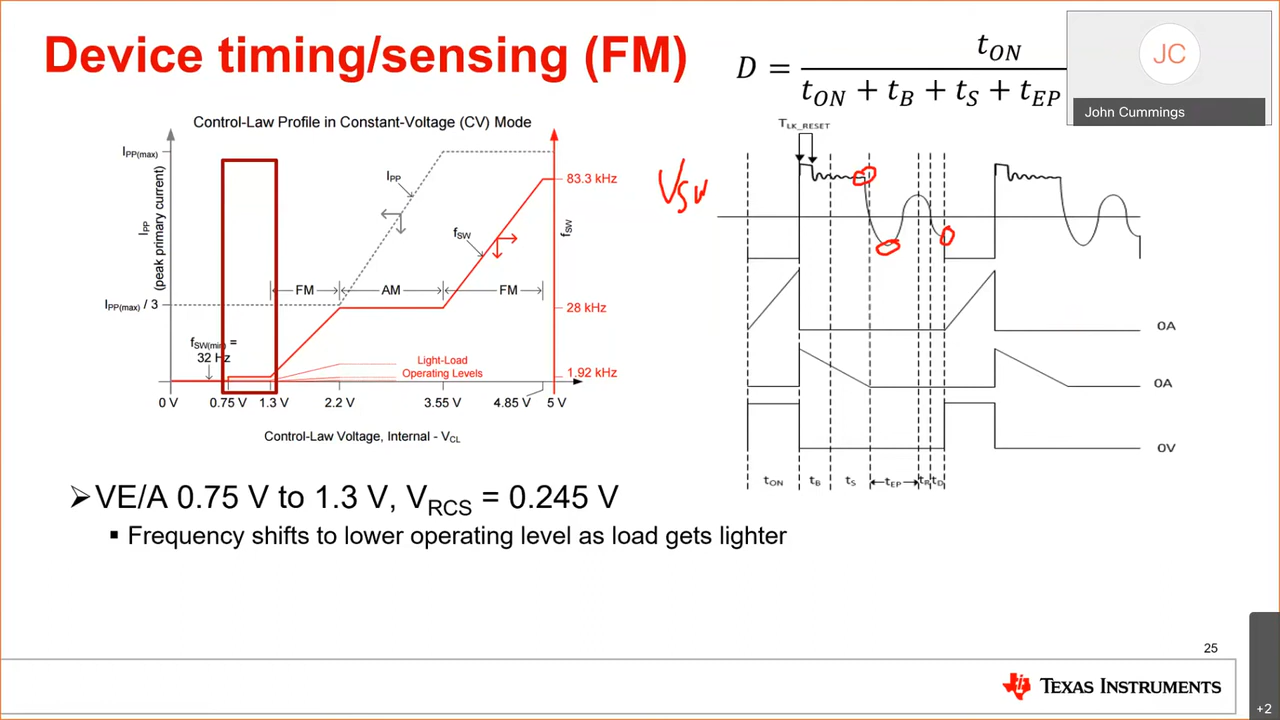 Device timing/sensing (FM)
D = tON / tON + tB + tS + tEP
JC
John Cummings
Control-Law Profile in Constant-Voltage (CV) Mode
IPP(max)
IPP
(peak primary current)
IPP
fSW
83.3 kHz
fSW
FM
AM
FM
IPP(max) / 3
28 kHz
fSW(min) =
32 Hz
Light-Load
Operating Levels
1.92 kHz
0 V
0.75 V
1.3 V
2.2 V
3.55 V
4.85 V
5 V
Control-Law Voltage, Internal - VCL
TLK_RESET
VSW
0A
0A
0V
tON
tB
tS
tEP
tR
tD
➢VE/A 0.75 V to 1.3 V, VRCS = 0.245 V
▪ Frequency shifts to lower operating level as load gets lighter
25
TEXAS INSTRUMENTS
+2